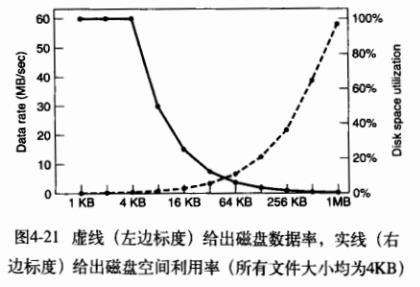 60
50
40
30
20
10
0
Data rate (MB/sec)
100%
80%
60%
40%
20%
0%
Disk space utilization
1 KB 4 KB 16 KB 64 KB 256 KB 1MB
图4-21 虚线（左边标度）给出磁盘数据率，实线（右
边标度）给出磁盘空间利用率（所有文件大小均为4KB）